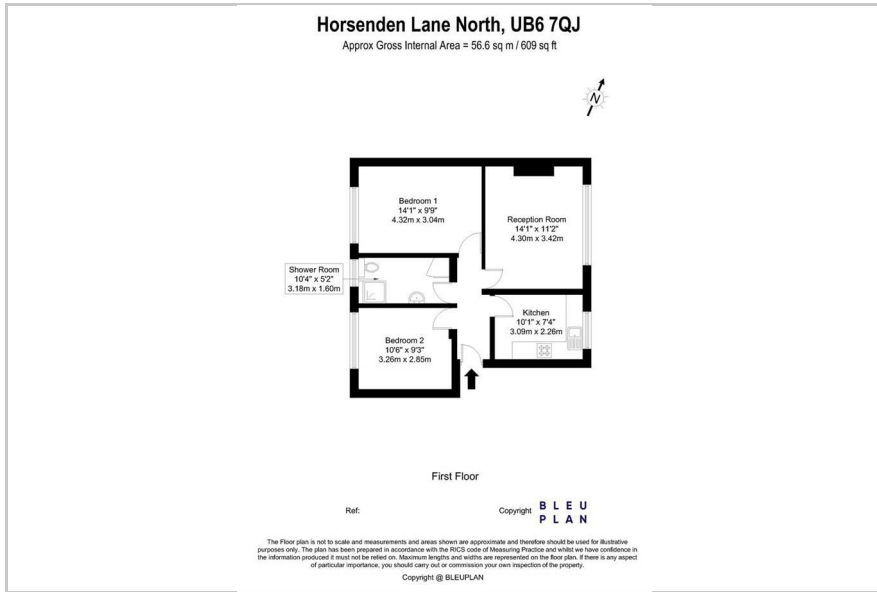 Horsenden Lane North, UB6 7QJ
Approx Gross Internal Area = 56.6 sq m / 609 sq ft
N
Bedroom 1
14'1" x 9'9"
4.32m x 3.04m
Reception Room
14'1" x 11'2"
4.30m x 3.42m
Shower Room
10'4" x 5'2"
3.18m x 1.60m
Kitchen
10'1" x 7'4"
3.09m x 2.26m
Bedroom 2
10'6" x 9'3"
3.26m x 2.85m
First Floor
Ref:
Copyright
BLEU
PLAN
The Floor plan is not to scale and measurements and areas shown are approximate and therefore should be used for illustrative
purposes only. The plan has been prepared in accordance with the RICS code of Measuring Practice and whilst we have confidence in
the information produced it must not be relied on. Maximum lengths and widths are represented on the floor plan. If there is any aspect
of particular importance, you should carry out or commission your own inspection of the property.
Copyright @ BLEUPLAN